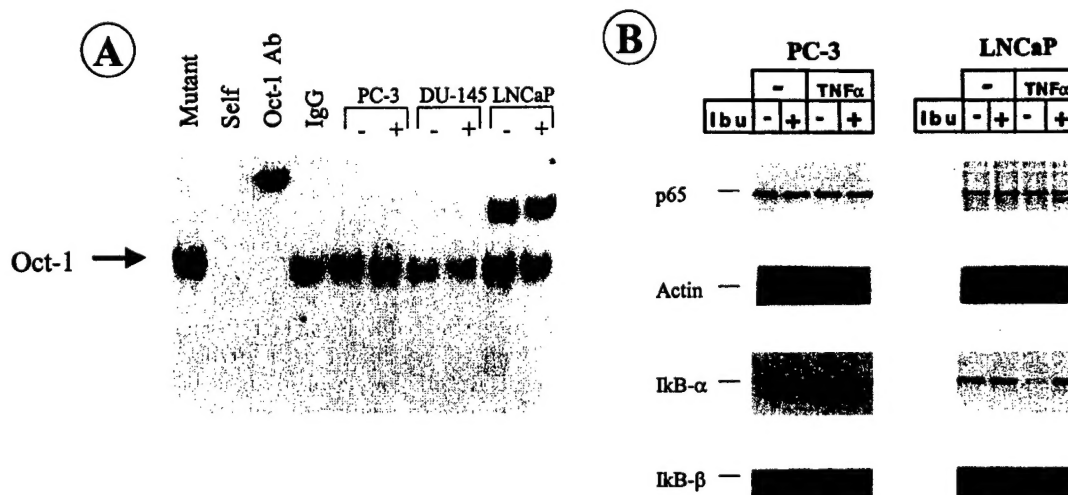 A
Mutant
Self
Oct-1 Ab
IgG
PC-3 DU-145 LNCaP
- + - + - +
Oct-1
B
PC-3 LNCaP
- TNFα - TNFα
Ibu - + - + Ibu - + - +
p65
Actin
IkB-α
IkB-β